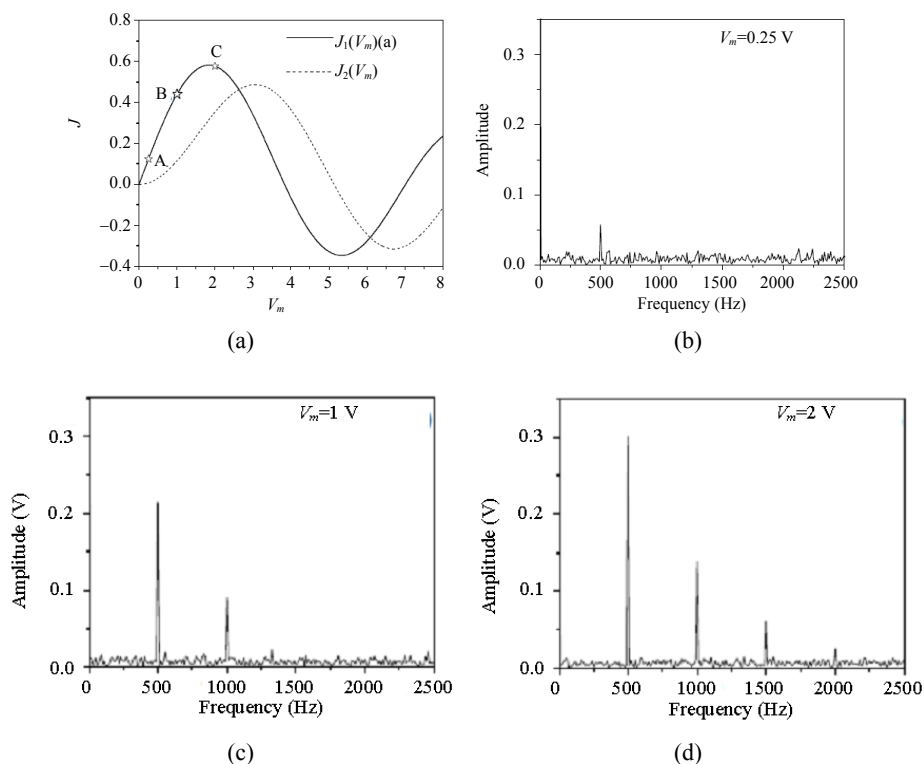 0.8
0.6
0.4
0.2
0.0
–0.4
J
A
B
C
J1(Vm)(a)
J2(Vm)
0 1 2 3 4 5 6 7 8
Vm
(a)
Vm=0.25 V
0.3
0.2
0.1
0.0
Amplitude
0 500 1000 1500 2000 2500
Frequency (Hz)
(b)
Vm=1 V
0.3
0.2
0.1
0.0
Amplitude (V)
0 500 1000 1500 2000 2500
Frequency (Hz)
(c)
Vm=2 V
0.3
0.2
0.1
0.0
Amplitude (V)
0 500 1000 1500 2000 2500
Frequency (Hz)
(d)